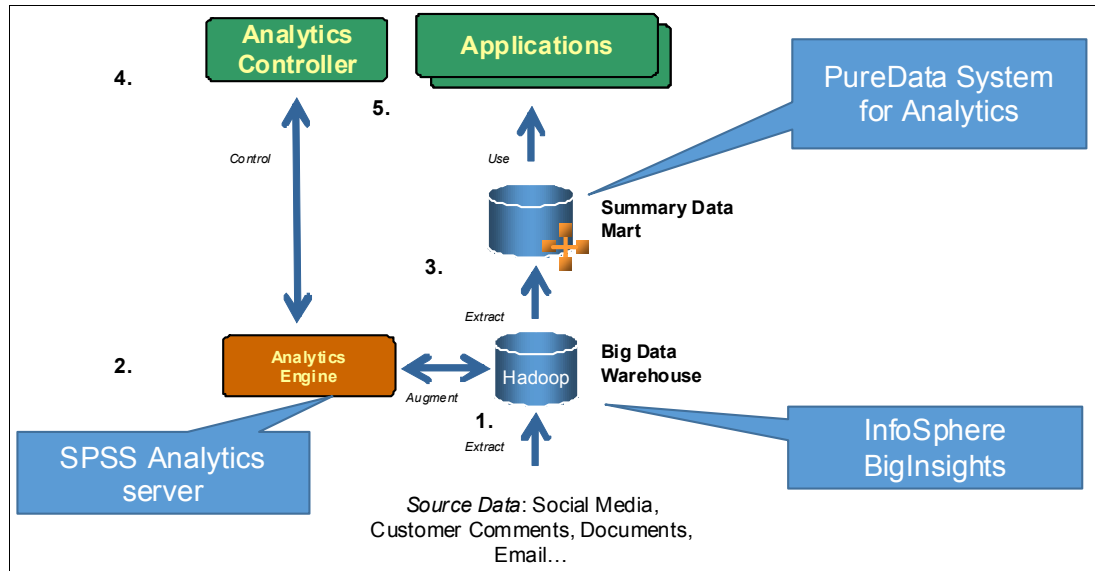 Analytics
Controller
Applications
4.
5.
PureData System
for Analytics
Control
Use
Summary Data
Mart
3.
Extract
2.
Analytics
Engine
Augment
Hadoop
Big Data
Warehouse
1.
Extract
SPSS Analytics
server
InfoSphere
BigInsights
Source Data: Social Media,
Customer Comments, Documents,
Email…